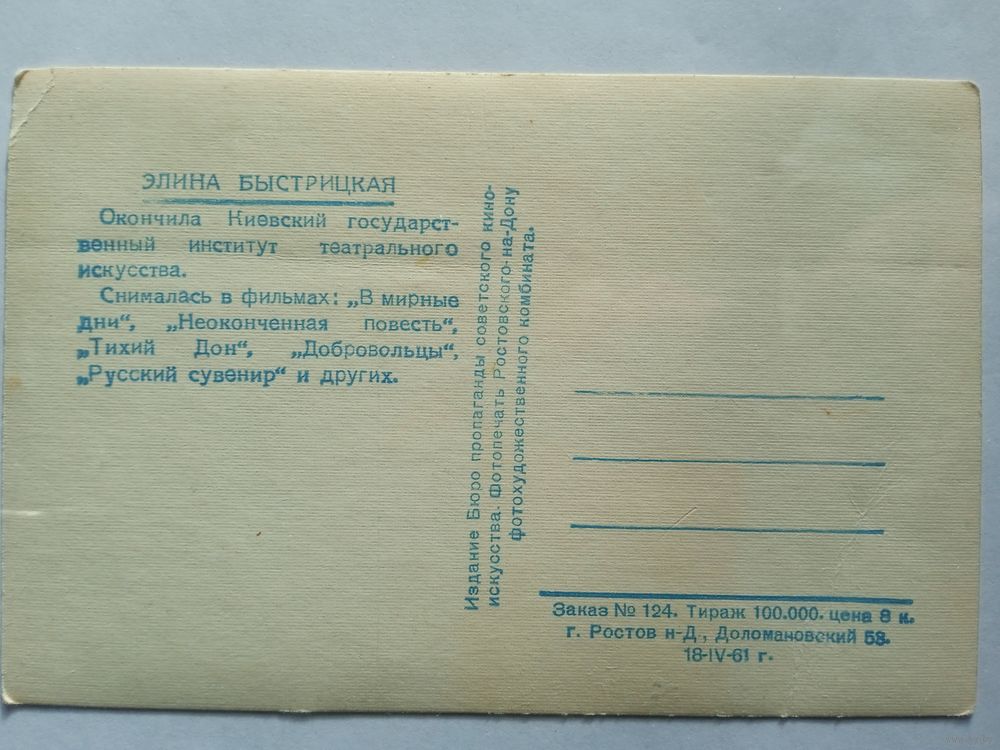 ЭЛИНА БЫСТРИЦКАЯ
Окончила Киевский государст-
венный институт театрального
искусства.
Снималась в фильмах: „В мирные
дни“, „Неоконченная повесть“,
„Тихий Дон“, „Добровольцы“,
„Русский сувенир“ и других.
Издание Бюро пропаганды советского кино-
искусства. Фотопечать Ростовского-на-Дону
фотохудожественного комбината.
Заказ № 124. Тираж 100.000. цена 8 к.
г. Ростов н-Д., Доломановский 58.
18-IV-61 г.